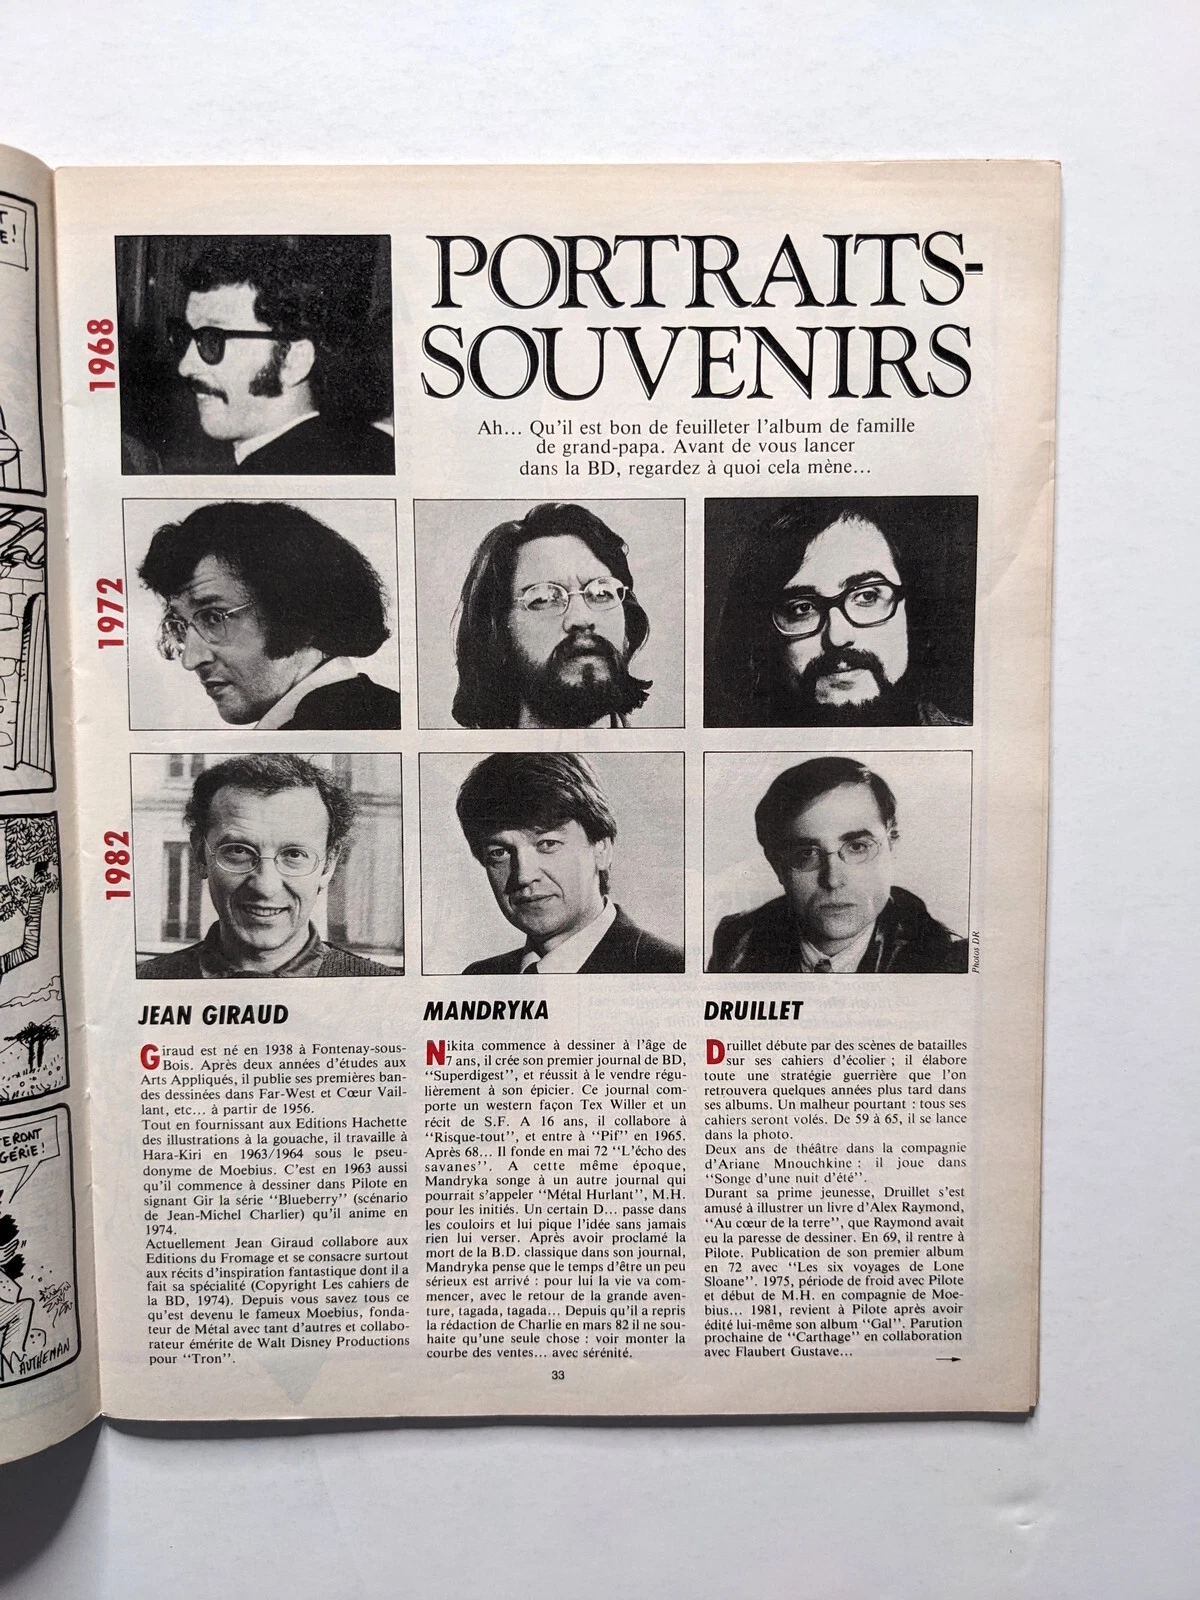 PORTRAITS-
SOUVENIRS
Ah... Qu'il est bon de feuilleter l'album de famille
de grand-papa. Avant de vous lancer
dans la BD, regardez à quoi cela mène...
1968
1972
1982
Photos DR
JEAN GIRAUD
Giraud est né en 1938 à Fontenay-sous-
Bois. Après deux années d'études aux
Arts Appliqués, il publie ses premières ban-
des dessinées dans Far-West et Cœur Vail-
lant, etc... à partir de 1956.
Tout en fournissant aux Editions Hachette
des illustrations à la gouache, il travaille à
Hara-Kiri en 1963/1964 sous le pseu-
donyme de Moebius. C'est en 1963 aussi
qu'il commence à dessiner dans Pilote en
signant Gir la série "Blueberry" (scénario
de Jean-Michel Charlier) qu'il anime en
1974.
Actuellement Jean Giraud collabore aux
Editions du Fromage et se consacre surtout
aux récits d'inspiration fantastique dont il a
fait sa spécialité (Copyright Les cahiers de
la BD, 1974). Depuis vous savez tous ce
qu'est devenu le fameux Moebius, fonda-
teur de Métal avec tant d'autres et collabo-
rateur émérite de Walt Disney Productions
pour "Tron".
MANDRYKA
Nikita commence à dessiner à l'âge de
7 ans, il crée son premier journal de BD,
"Superdigest", et réussit à le vendre régu-
lièrement à son épicier. Ce journal com-
porte un western façon Tex Willer et un
récit de S.F. A 16 ans, il collabore à
"Risque-tout", et entre à "Pif" en 1965.
Après 68... Il fonde en mai 72 "L'écho des
savanes". A cette même époque,
Mandryka songe à un autre journal qui
pourrait s'appeler "Métal Hurlant", M.H.
pour les initiés. Un certain D... passe dans
les couloirs et lui pique l'idée sans jamais
rien lui verser. Après avoir proclamé la
mort de la B.D. classique dans son journal,
Mandryka pense que le temps d'être un peu
sérieux est arrivé : pour lui la vie va com-
mencer, avec le retour de la grande aven-
ture, tagada, tagada... Depuis qu'il a repris
la rédaction de Charlie en mars 82 il ne sou-
haite qu'une seule chose : voir monter la
courbe des ventes... avec sérénité.
DRUILLET
Druillet débute par des scènes de batailles
sur ses cahiers d'écolier ; il élabore
toute une stratégie guerrière que l'on
retrouvera quelques années plus tard dans
ses albums. Un malheur pourtant : tous ses
cahiers seront volés. De 59 à 65, il se lance
dans la photo.
Deux ans de théâtre dans la compagnie
d'Ariane Mnouchkine : il joue dans
"Songe d'une nuit d'été".
Durant sa prime jeunesse, Druillet s'est
amusé à illustrer un livre d'Alex Raymond,
"Au cœur de la terre", que Raymond avait
eu la paresse de dessiner. En 69, il rentre à
Pilote. Publication de son premier album
en 72 avec "Les six voyages de Lone
Sloane". 1975, période de froid avec Pilote
et début de M.H. en compagnie de Moe-
bius... 1981, revient à Pilote après avoir
édité lui-même son album "Gal". Parution
prochaine de "Carthage" en collaboration
avec Flaubert Gustave...
33